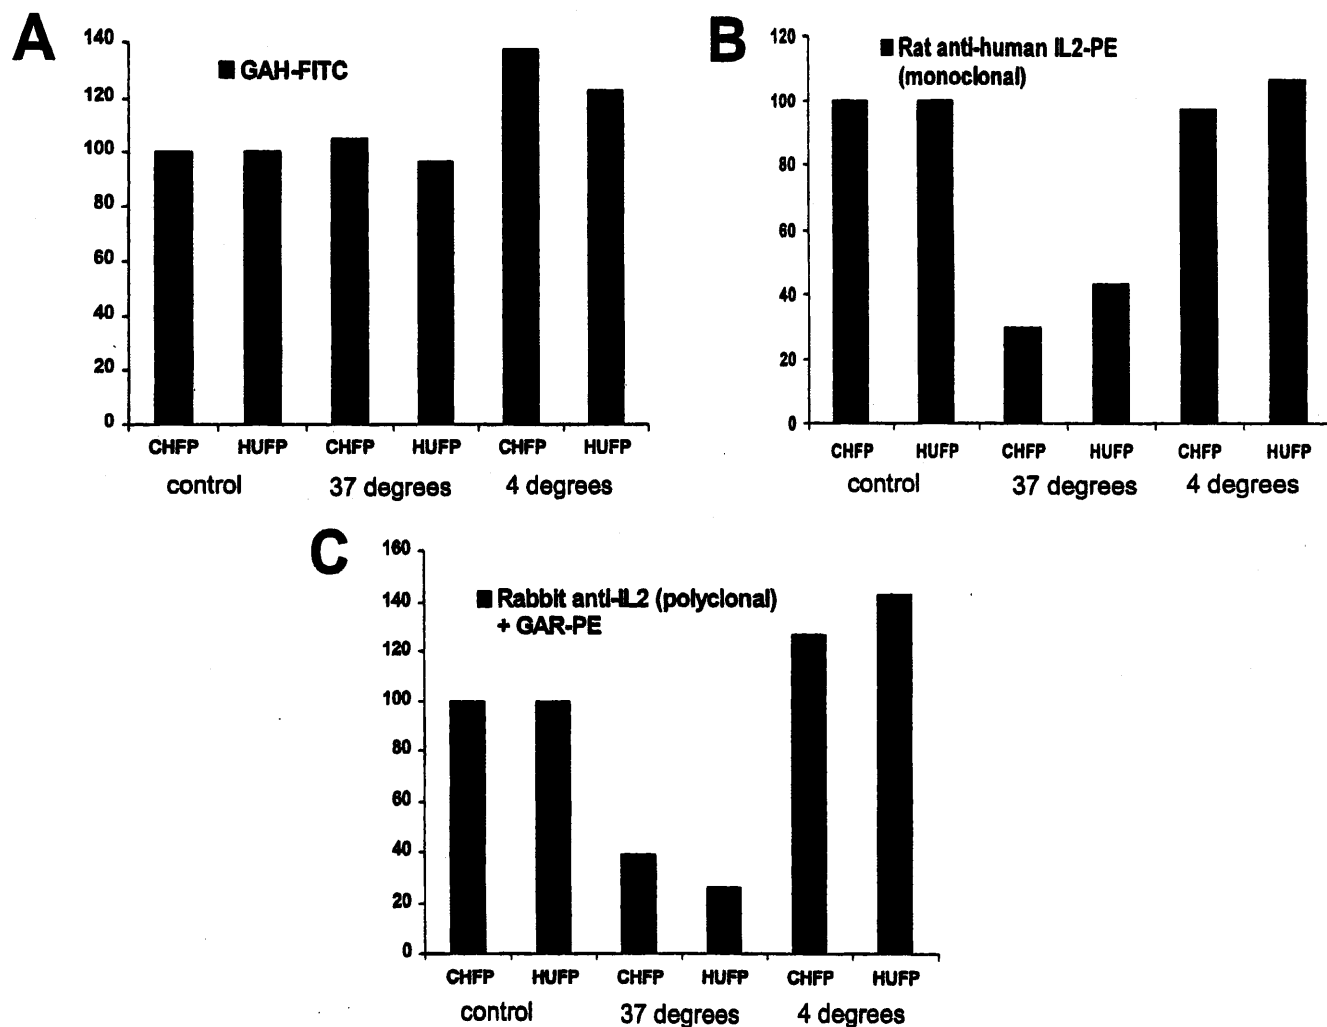 A
140
120
100
80
60
40
20
0
GAH-FITC
CHFP HUFP CHFP HUFP CHFP HUFP
control 37 degrees 4 degrees
B
120
100
80
60
40
20
0
Rat anti-human IL2-PE
(monoclonal)
CHFP HUFP CHFP HUFP CHFP HUFP
control 37 degrees 4 degrees
C
160
140
120
100
80
60
40
20
0
Rabbit anti-IL2 (polyclonal)
+ GAR-PE
CHFP HUFP CHFP HUFP CHFP HUFP
control 37 degrees 4 degrees